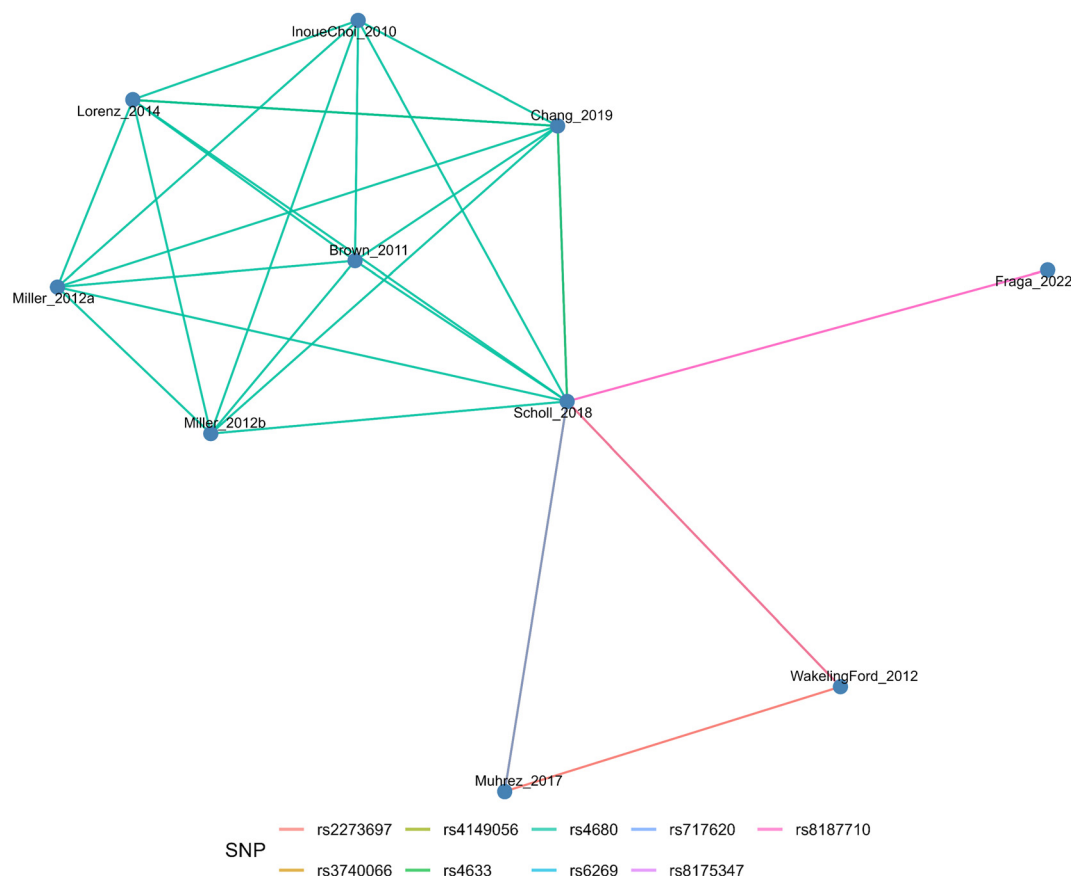 InoueChoi_2010
Lorenz_2014
Chang_2019
Brown_2011
Fraga_2022
Miller_2012a
Scholl_2018
Miller_2012b
WakelingFord_2012
Muhrez_2017
SNP
rs2273697 rs4149056 rs4680 rs717620 rs8187710
rs3740066 rs4633 rs6269 rs8175347